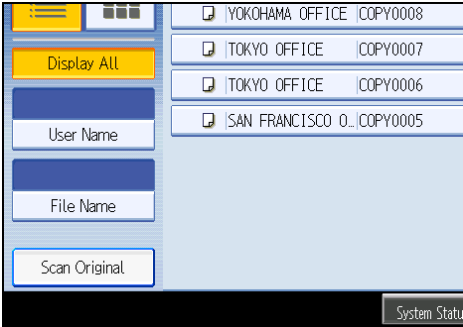 YOKOHAMA OFFICE COPY0008
TOKYO OFFICE COPY0007
TOKYO OFFICE COPY0006
SAN FRANCISCO O... COPY0005
Display All
User Name
File Name
Scan Original
System Statu